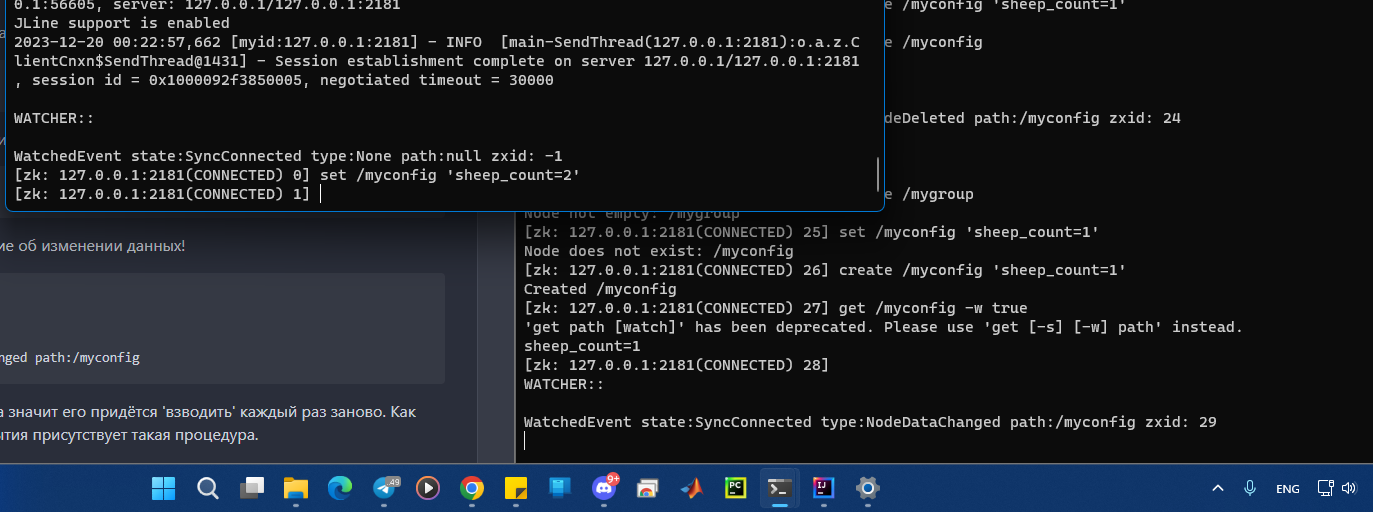 0.1:56605, server: 127.0.0.1/127.0.0.1:2181
JLine support is enabled
2023-12-20 00:22:57,662 [myid:127.0.0.1:2181] - INFO  [main-SendThread(127.0.0.1:2181):o.a.z.C
lientCnxn$SendThread@1431] - Session establishment complete on server 127.0.0.1/127.0.0.1:2181
, session id = 0x1000092f3850005, negotiated timeout = 30000
WATCHER::
WatchedEvent state:SyncConnected type:None path:null zxid: -1
[zk: 127.0.0.1:2181(CONNECTED) 0] set /myconfig 'sheep_count=2'
[zk: 127.0.0.1:2181(CONNECTED) 1]
e /myconfig 'sheep_count=1'
e /myconfig
deDeleted path:/myconfig zxid: 24
e /mygroup
Node not empty: /mygroup
[zk: 127.0.0.1:2181(CONNECTED) 25] set /myconfig 'sheep_count=1'
Node does not exist: /myconfig
[zk: 127.0.0.1:2181(CONNECTED) 26] create /myconfig 'sheep_count=1'
Created /myconfig
[zk: 127.0.0.1:2181(CONNECTED) 27] get /myconfig -w true
'get path [watch]' has been deprecated. Please use 'get [-s] [-w] path' instead.
sheep_count=1
[zk: 127.0.0.1:2181(CONNECTED) 28]
WATCHER::
WatchedEvent state:SyncConnected type:NodeDataChanged path:/myconfig zxid: 29
ие об изменении данных!
nged path:/myconfig
а значит его придётся 'взводить' каждый раз заново. Как
ытия присутствует такая процедура.
49
9+
PC
IJ
ENG